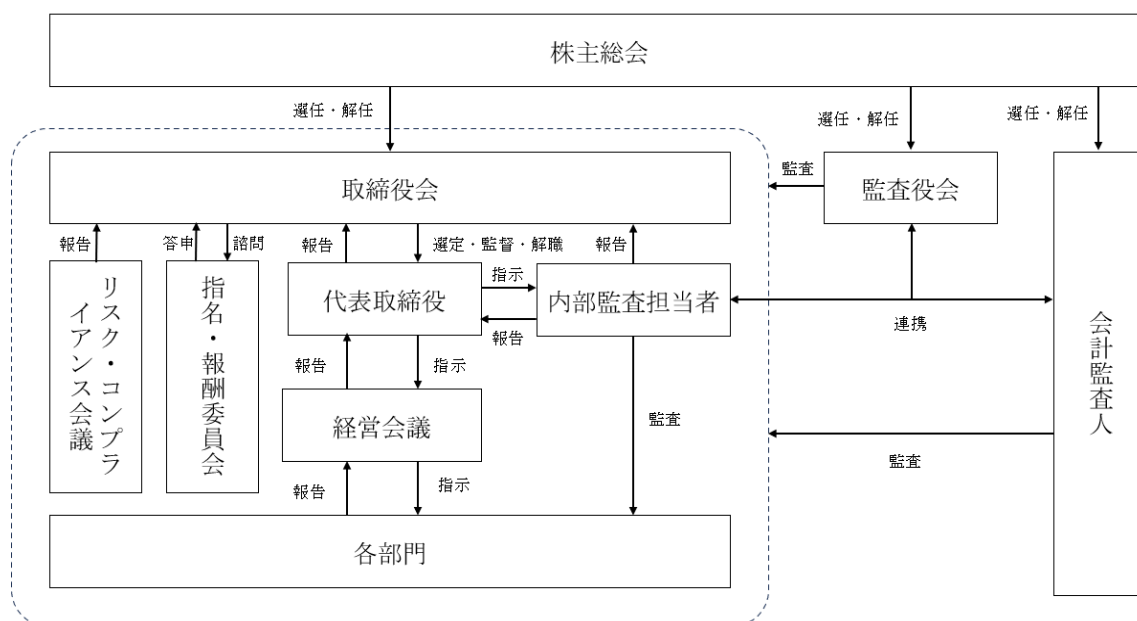 株主総会
選任・解任
選任・解任
選任・解任
取締役会
監査
監査役会
報告
答申
諮問
報告
選定・監督・解職
報告
リスク・コンプラ
イアンス会議
指名・報酬委員会
代表取締役
指示
報告
内部監査担当者
連携
会計監査人
報告
指示
経営会議
監査
監査
報告
指示
各部門